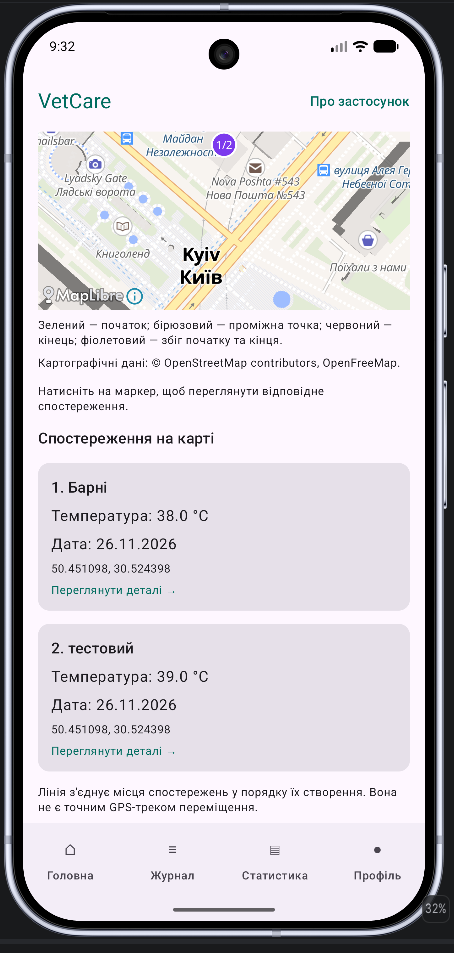 9:32
VetCare
Про застосунок
Майдан
Незалежност
1/2
Lyadsky Gate
Лядські ворота
Nova Poshta #543
Нова Пошта №543
вулиця Алея Гер
Небесної Сот
Книголенд
Kyiv
Київ
Поїхали з нами
MapLibre
Зелений — початок; бірюзовий — проміжна точка; червоний —
кінець; фіолетовий — збіг початку та кінця.
Картографічні дані: © OpenStreetMap contributors, OpenFreeMap.
Натисніть на маркер, щоб переглянути відповідне
спостереження.
Спостереження на карті
1. Барні
Температура: 38.0 °C
Дата: 26.11.2026
50.451098, 30.524398
Переглянути деталі →
2. тестовий
Температура: 39.0 °C
Дата: 26.11.2026
50.451098, 30.524398
Переглянути деталі →
Лінія з'єднує місця спостережень у порядку їх створення. Вона
не є точним GPS-треком переміщення.
Головна
Журнал
Статистика
Профіль
32%